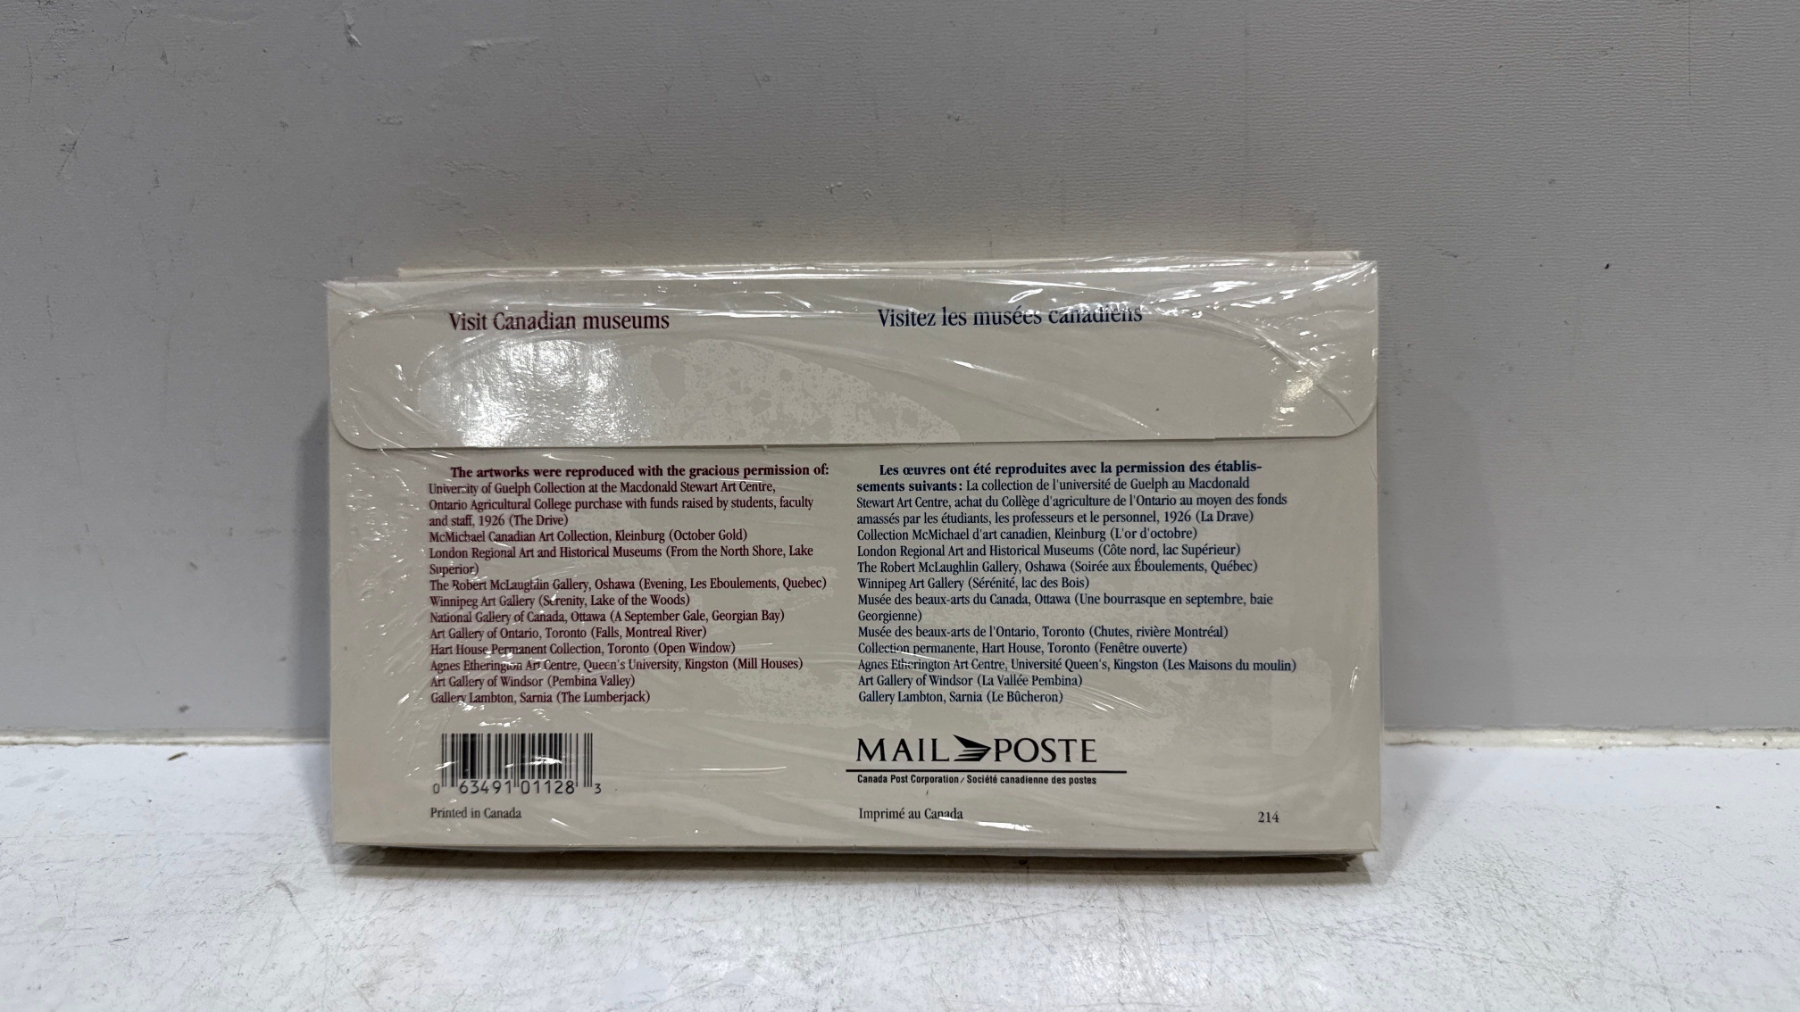 Visit Canadian museums
Visitez les musées canadiens
The artworks were reproduced with the gracious permission of:
University of Guelph Collection at the Macdonald Stewart Art Centre,
Ontario Agricultural College purchase with funds raised by students, faculty
and staff, 1926 (The Drive)
McMichael Canadian Art Collection, Kleinburg (October Gold)
London Regional Art and Historical Museums (From the North Shore, Lake
Superior)
The Robert McLaughlin Gallery, Oshawa (Evening, Les Eboulements, Quebec)
Winnipeg Art Gallery (Serenity, Lake of the Woods)
National Gallery of Canada, Ottawa (A September Gale, Georgian Bay)
Art Gallery of Ontario, Toronto (Falls, Montreal River)
Hart House Permanent Collection, Toronto (Open Window)
Agnes Etherington Art Centre, Queen's University, Kingston (Mill Houses)
Art Gallery of Windsor (Pembina Valley)
Gallery Lambton, Sarnia (The Lumberjack)
Les œuvres ont été reproduites avec la permission des établis-
sements suivants: La collection de l'université de Guelph au Macdonald
Stewart Art Centre, achat du Collège d'agriculture de l'Ontario au moyen des fonds
amassés par les étudiants, les professeurs et le personnel, 1926 (La Drave)
Collection McMichael d'art canadien, Kleinburg (L'or d'octobre)
London Regional Art and Historical Museums (Côte nord, lac Supérieur)
The Robert McLaughlin Gallery, Oshawa (Soirée aux Éboulements, Québec)
Winnipeg Art Gallery (Sérénité, lac des Bois)
Musée des beaux-arts du Canada, Ottawa (Une bourrasque en septembre, baie
Georgienne)
Musée des beaux-arts de l'Ontario, Toronto (Chutes, rivière Montréal)
Collection permanente, Hart House, Toronto (Fenêtre ouverte)
Agnes Etherington Art Centre, Université Queen's, Kingston (Les Maisons du moulin)
Art Gallery of Windsor (La Vallée Pembina)
Gallery Lambton, Sarnia (Le Bûcheron)
0 63491 01128 3
Printed in Canada
MAIL POSTE
Canada Post Corporation / Société canadienne des postes
Imprimé au Canada
214